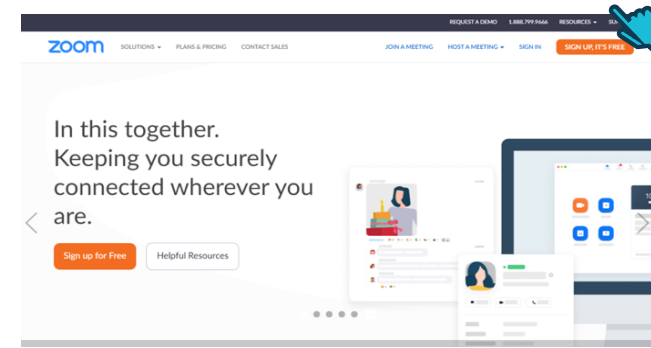 REQUEST A DEMO 1.888.799.9666 RESOURCES
zoom SOLUTIONS PLANS & PRICING CONTACT SALES JOIN A MEETING HOST A MEETING SIGN IN SIGN UP, IT'S FREE
In this together.
Keeping you securely
connected wherever you
are.
Sign up for Free Helpful Resources